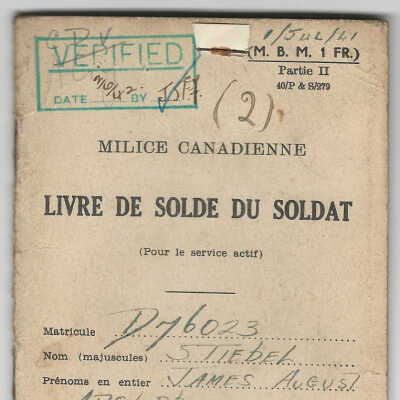 1/JUL/41
VERIFIED
DATE BY
(M. B. M. 1 FR.)
Partie II
40/P & S/979
(2)
MILICE CANADIENNE
LIVRE DE SOLDE DU SOLDAT
(Pour le service actif)
Matricule D76023
Nom (majuscules) STIEBEL
Prénoms en entier JAMES AUGUST